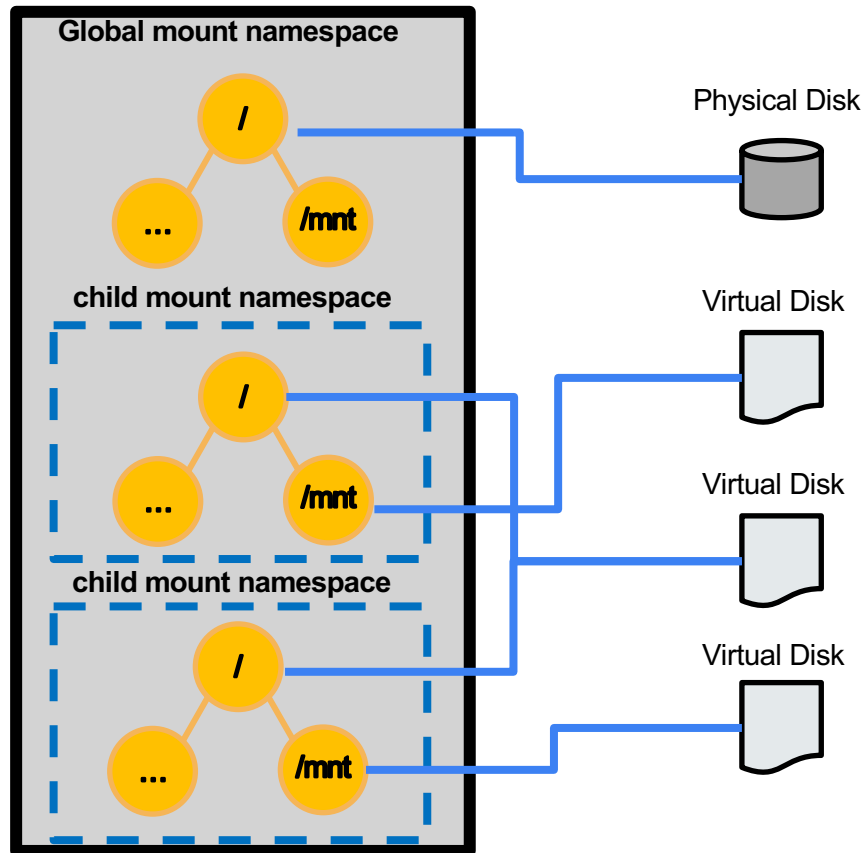 Global mount namespace
/
Physical Disk
...
/mnt
child mount namespace
Virtual Disk
/
...
/mnt
Virtual Disk
child mount namespace
/
Virtual Disk
...
/mnt